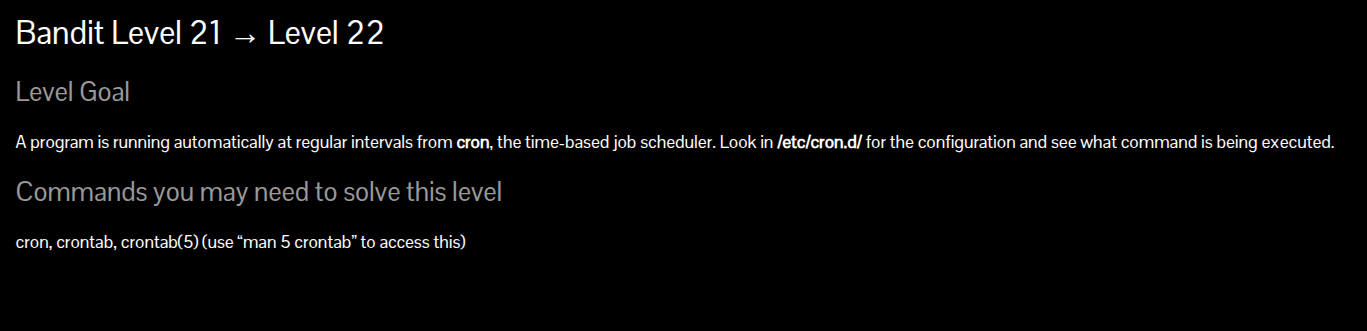 Bandit Level 21 → Level 22
Level Goal
A program is running automatically at regular intervals from cron, the time-based job scheduler. Look in /etc/cron.d/ for the configuration and see what command is being executed.
Commands you may need to solve this level
cron, crontab, crontab(5) (use “man 5 crontab” to access this)